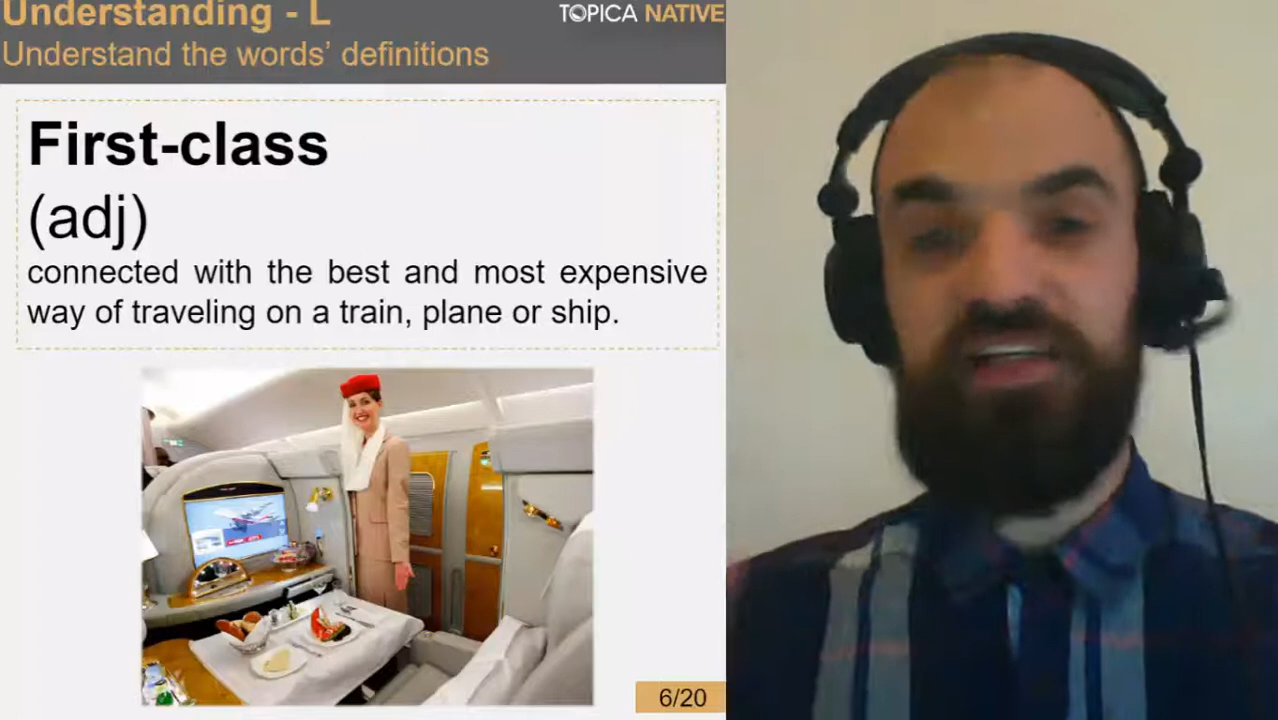 Understanding - L
TOPICA NATIVE
Understand the words’ definitions
First-class
(adj)
connected with the best and most expensive
way of traveling on a train, plane or ship.
6/20